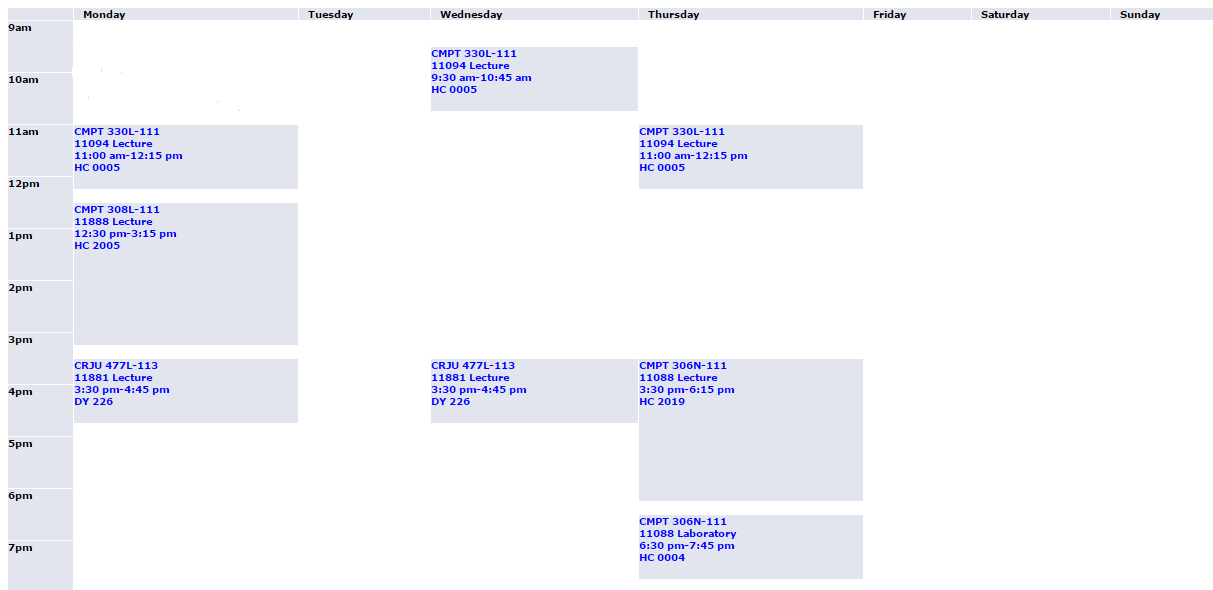 Monday Tuesday Wednesday Thursday Friday Saturday Sunday
9am
CMPT 330L-111
11094 Lecture
9:30 am-10:45 am
HC 0005
10am
11am
CMPT 330L-111
11094 Lecture
11:00 am-12:15 pm
HC 0005
CMPT 330L-111
11094 Lecture
11:00 am-12:15 pm
HC 0005
12pm
CMPT 308L-111
11888 Lecture
12:30 pm-3:15 pm
HC 2005
1pm
2pm
3pm
CRJU 477L-113
11881 Lecture
3:30 pm-4:45 pm
DY 226
CRJU 477L-113
11881 Lecture
3:30 pm-4:45 pm
DY 226
CMPT 306N-111
11088 Lecture
3:30 pm-6:15 pm
HC 2019
4pm
5pm
6pm
CMPT 306N-111
11088 Laboratory
6:30 pm-7:45 pm
HC 0004
7pm